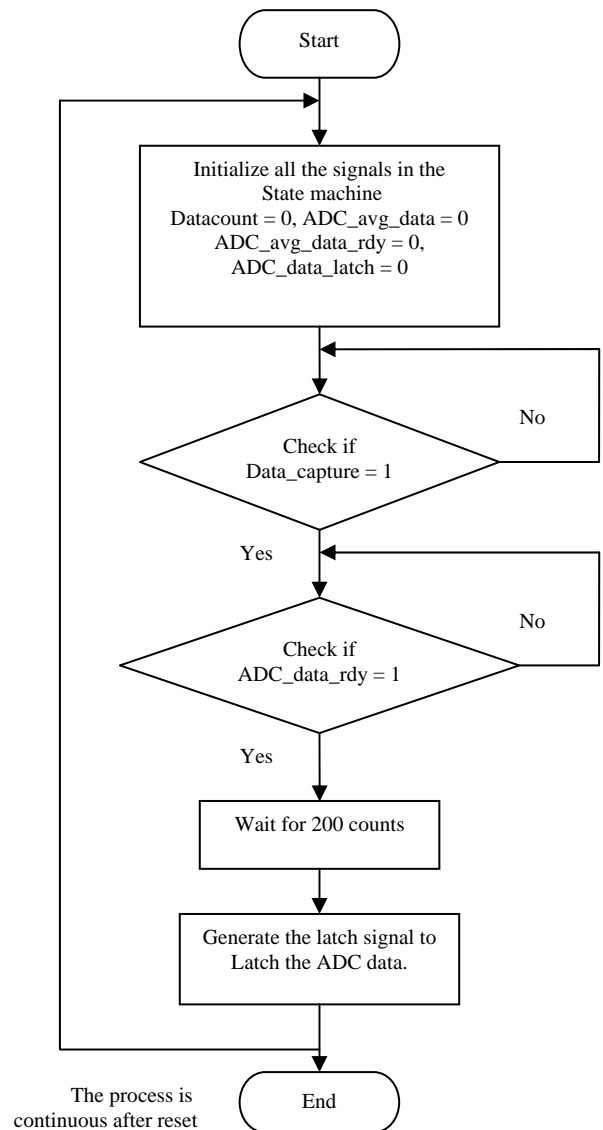 Start
Initialize all the signals in the
State machine
Datacount = 0, ADC_avg_data = 0
ADC_avg_data_rdy = 0,
ADC_data_latch = 0
No
Check if
Data_capture = 1
Yes
No
Check if
ADC_data_rdy = 1
Yes
Wait for 200 counts
Generate the latch signal to
Latch the ADC data.
End
The process is
continuous after reset